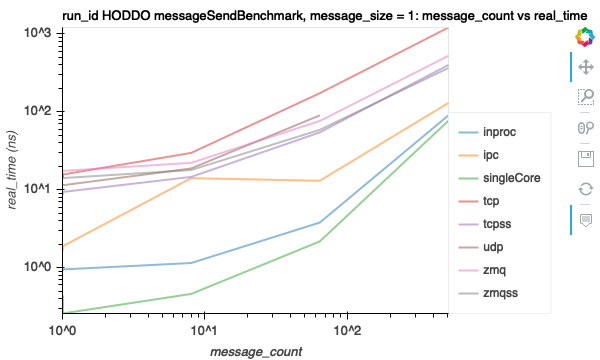 run_id HODDO messageSendBenchmark, message_size = 1: message_count vs real_time
10^3
10^2
10^1
10^0
real_time (ns)
10^0
10^1
10^2
message_count
inproc
ipc
singleCore
tcp
tcpss
udp
zmq
zmqss